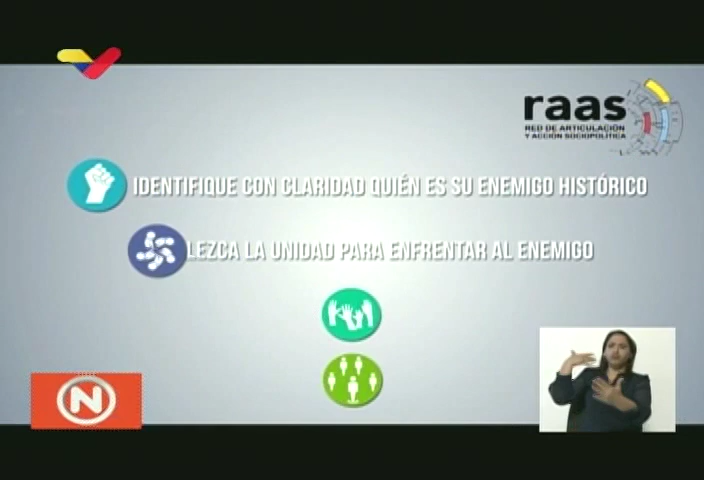 raas
RED DE ARTICULACIÓN
Y ACCIÓN SOCIOPOLÍTICA
IDENTIFIQUE CON CLARIDAD QUIÉN ES SU ENEMIGO HISTÓRICO
LEZCA LA UNIDAD PARA ENFRENTAR AL ENEMIGO
N